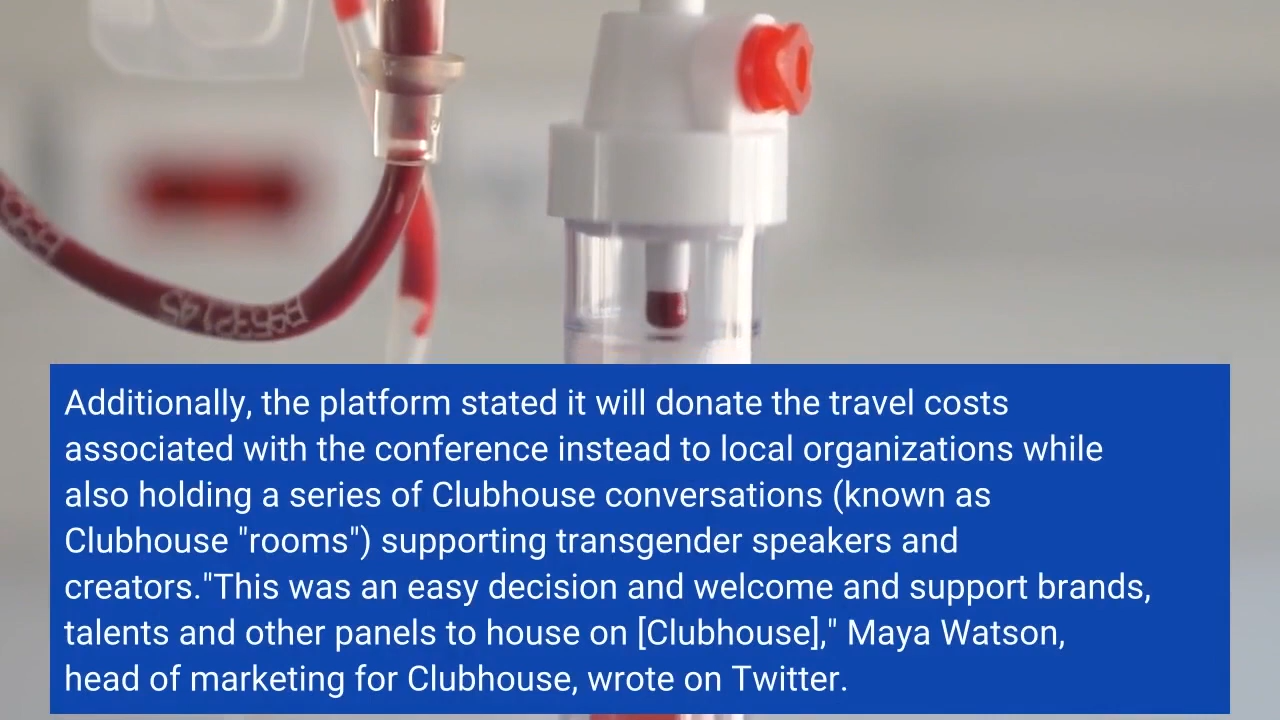 Additionally, the platform stated it will donate the travel costs
associated with the conference instead to local organizations while
also holding a series of Clubhouse conversations (known as
Clubhouse "rooms") supporting transgender speakers and
creators."This was an easy decision and welcome and support brands,
talents and other panels to house on [Clubhouse]," Maya Watson,
head of marketing for Clubhouse, wrote on Twitter.